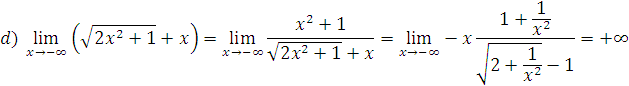 d) lim_{x→−∞} (√(2x² + 1) + x) = lim_{x→−∞} (x² + 1)/(√(2x² + 1) + x) = lim_{x→−∞} − x (1 + 1/x²)/(√(2 + 1/x²) − 1) = +∞